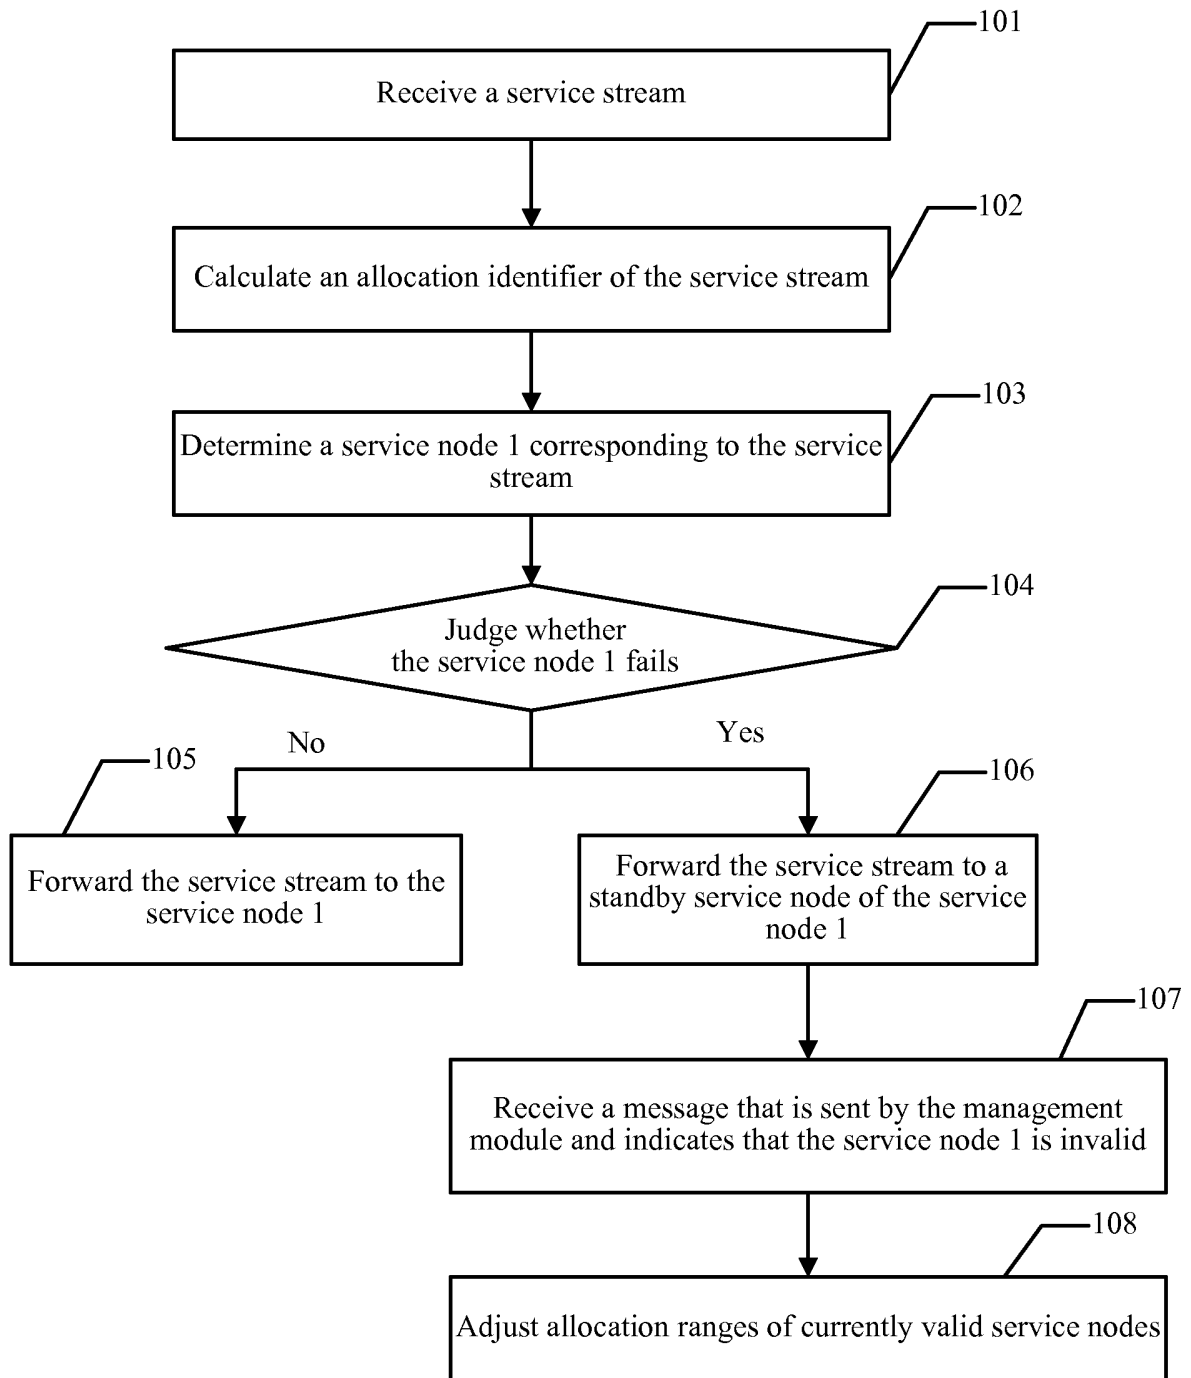 101
Receive a service stream
102
Calculate an allocation identifier of the service stream
103
Determine a service node 1 corresponding to the service
stream
104
Judge whether
the service node 1 fails
No
Yes
105
106
Forward the service stream to the
service node 1
Forward the service stream to a
standby service node of the service
node 1
107
Receive a message that is sent by the management
module and indicates that the service node 1 is invalid
108
Adjust allocation ranges of currently valid service nodes